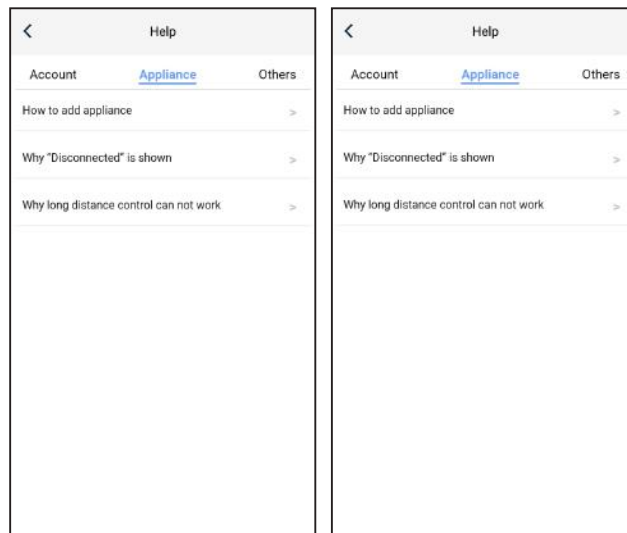 <
Help
Account Appliance Others
How to add appliance >
Why “Disconnected” is shown >
Why long distance control can not work >
<
Help
Account Appliance Others
How to add appliance >
Why “Disconnected” is shown >
Why long distance control can not work >